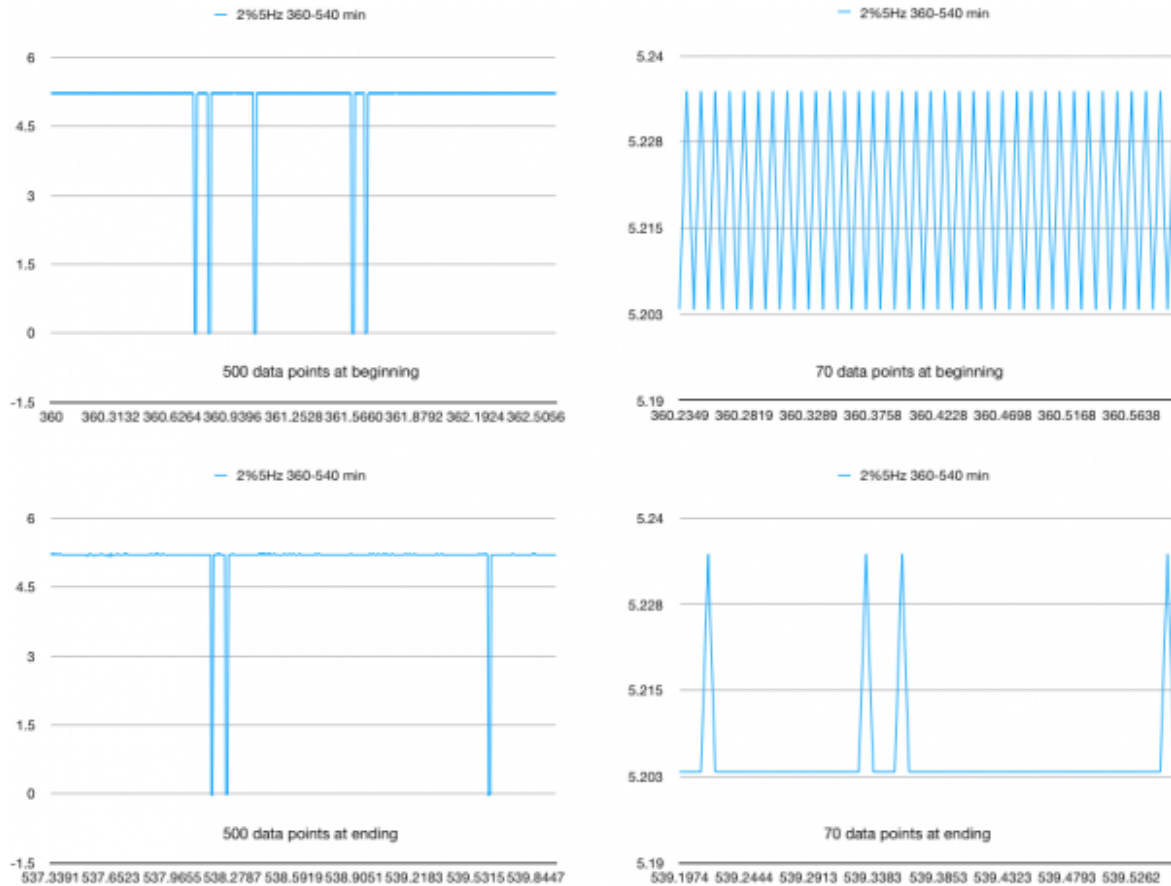 2%5Hz 360-540 min
6
4.5
3
1.5
0
500 data points at beginning
-1.5
360 360.3132 360.6264 360.9396 361.2528 361.5660 361.8792 362.1924 362.5056
2%5Hz 360-540 min
5.24
5.228
5.215
5.203
70 data points at beginning
5.19
360.2349 360.2819 360.3289 360.3758 360.4228 360.4698 360.5168 360.5638
2%5Hz 360-540 min
6
4.5
3
1.5
0
500 data points at ending
-1.5
537.3391 537.6523 537.9655 538.2787 538.5919 538.9051 539.2183 539.5315 539.8447
2%5Hz 360-540 min
5.24
5.228
5.215
5.203
70 data points at ending
5.19
539.1974 539.2444 539.2913 539.3383 539.3853 539.4323 539.4793 539.5262